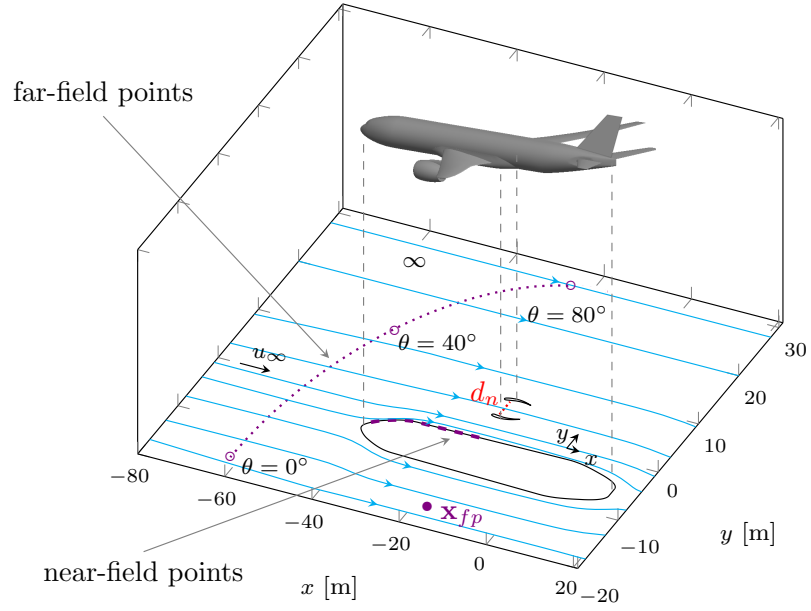 far-field points
∞
θ = 80°
θ = 40°
30
u∞
20
d_n
10
y
x
0
θ = 0°
−80
−60
x_fp
−10
−40
y [m]
−20
near-field points
0
x [m]
20
−20